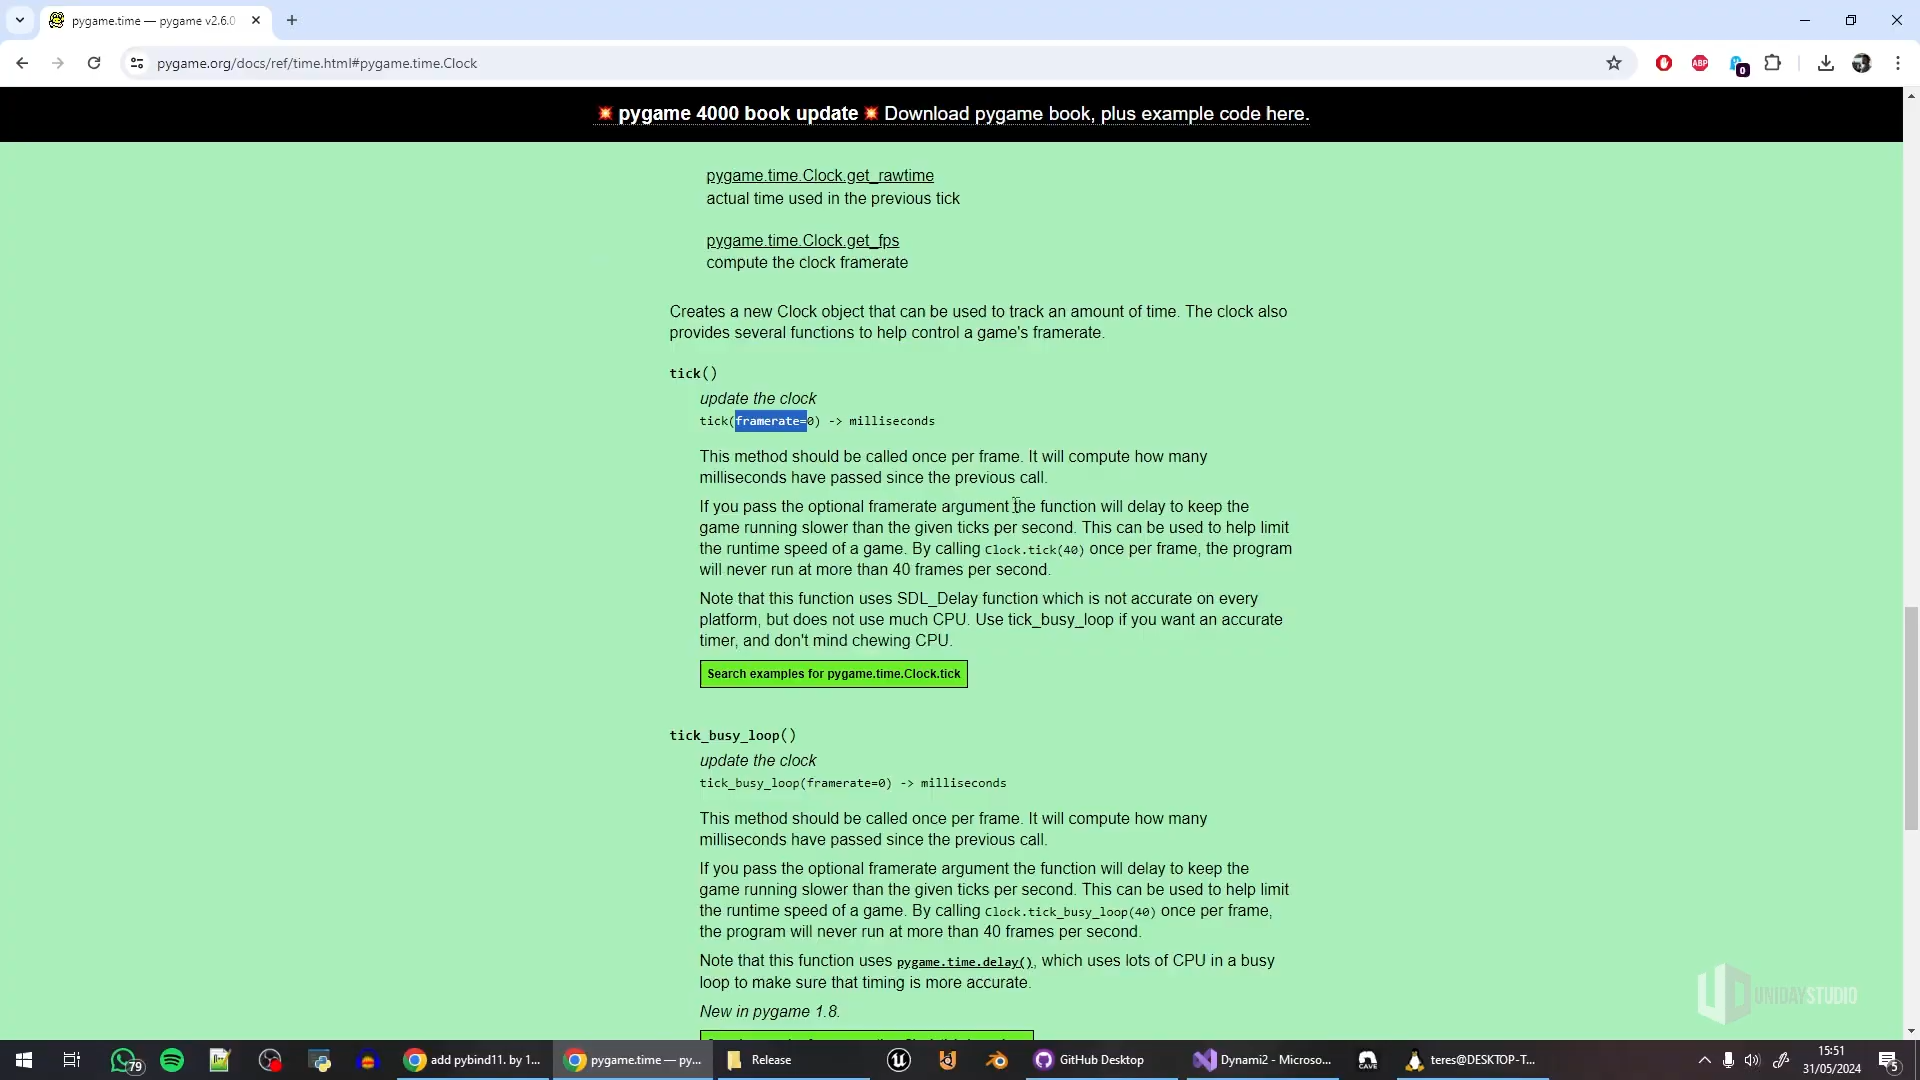 pygame.time — pygame v2.6.0
pygame.org/docs/ref/time.html#pygame.time.Clock
ABP
0
💥 pygame 4000 book update 💥 Download pygame book, plus example code here.
pygame.time.Clock.get_rawtime
actual time used in the previous tick
pygame.time.Clock.get_fps
compute the clock framerate
Creates a new Clock object that can be used to track an amount of time. The clock also
provides several functions to help control a game's framerate.
tick()
update the clock
tick(framerate=0) -> milliseconds
This method should be called once per frame. It will compute how many
milliseconds have passed since the previous call.
If you pass the optional framerate argument the function will delay to keep the
game running slower than the given ticks per second. This can be used to help limit
the runtime speed of a game. By calling Clock.tick(40) once per frame, the program
will never run at more than 40 frames per second.
Note that this function uses SDL_Delay function which is not accurate on every
platform, but does not use much CPU. Use tick_busy_loop if you want an accurate
timer, and don't mind chewing CPU.
Search examples for pygame.time.Clock.tick
tick_busy_loop()
update the clock
tick_busy_loop(framerate=0) -> milliseconds
This method should be called once per frame. It will compute how many
milliseconds have passed since the previous call.
If you pass the optional framerate argument the function will delay to keep the
game running slower than the given ticks per second. This can be used to help limit
the runtime speed of a game. By calling Clock.tick_busy_loop(40) once per frame,
the program will never run at more than 40 frames per second.
Note that this function uses pygame.time.delay(), which uses lots of CPU in a busy
loop to make sure that timing is more accurate.
New in pygame 1.8.
UNIDAYSTUDIO
79
add pybind11. by 1...
pygame.time — py...
Release
GitHub Desktop
Dynami2 - Microso...
CAVE
teres@DESKTOP-T...
15:51
31/05/2024
5